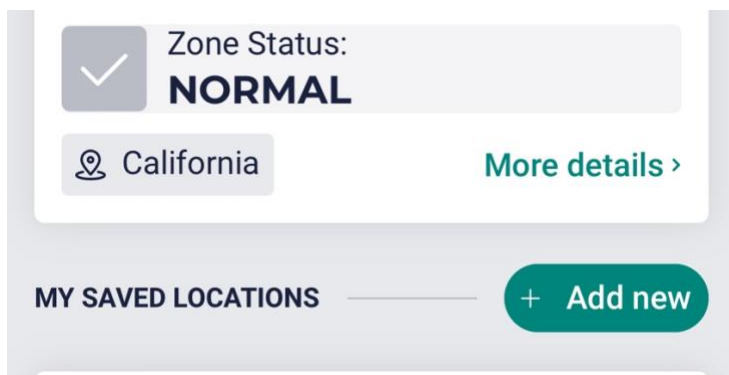 Zone Status:
NORMAL
California
More details ›
MY SAVED LOCATIONS
+ Add new